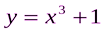 y = x³ + 1